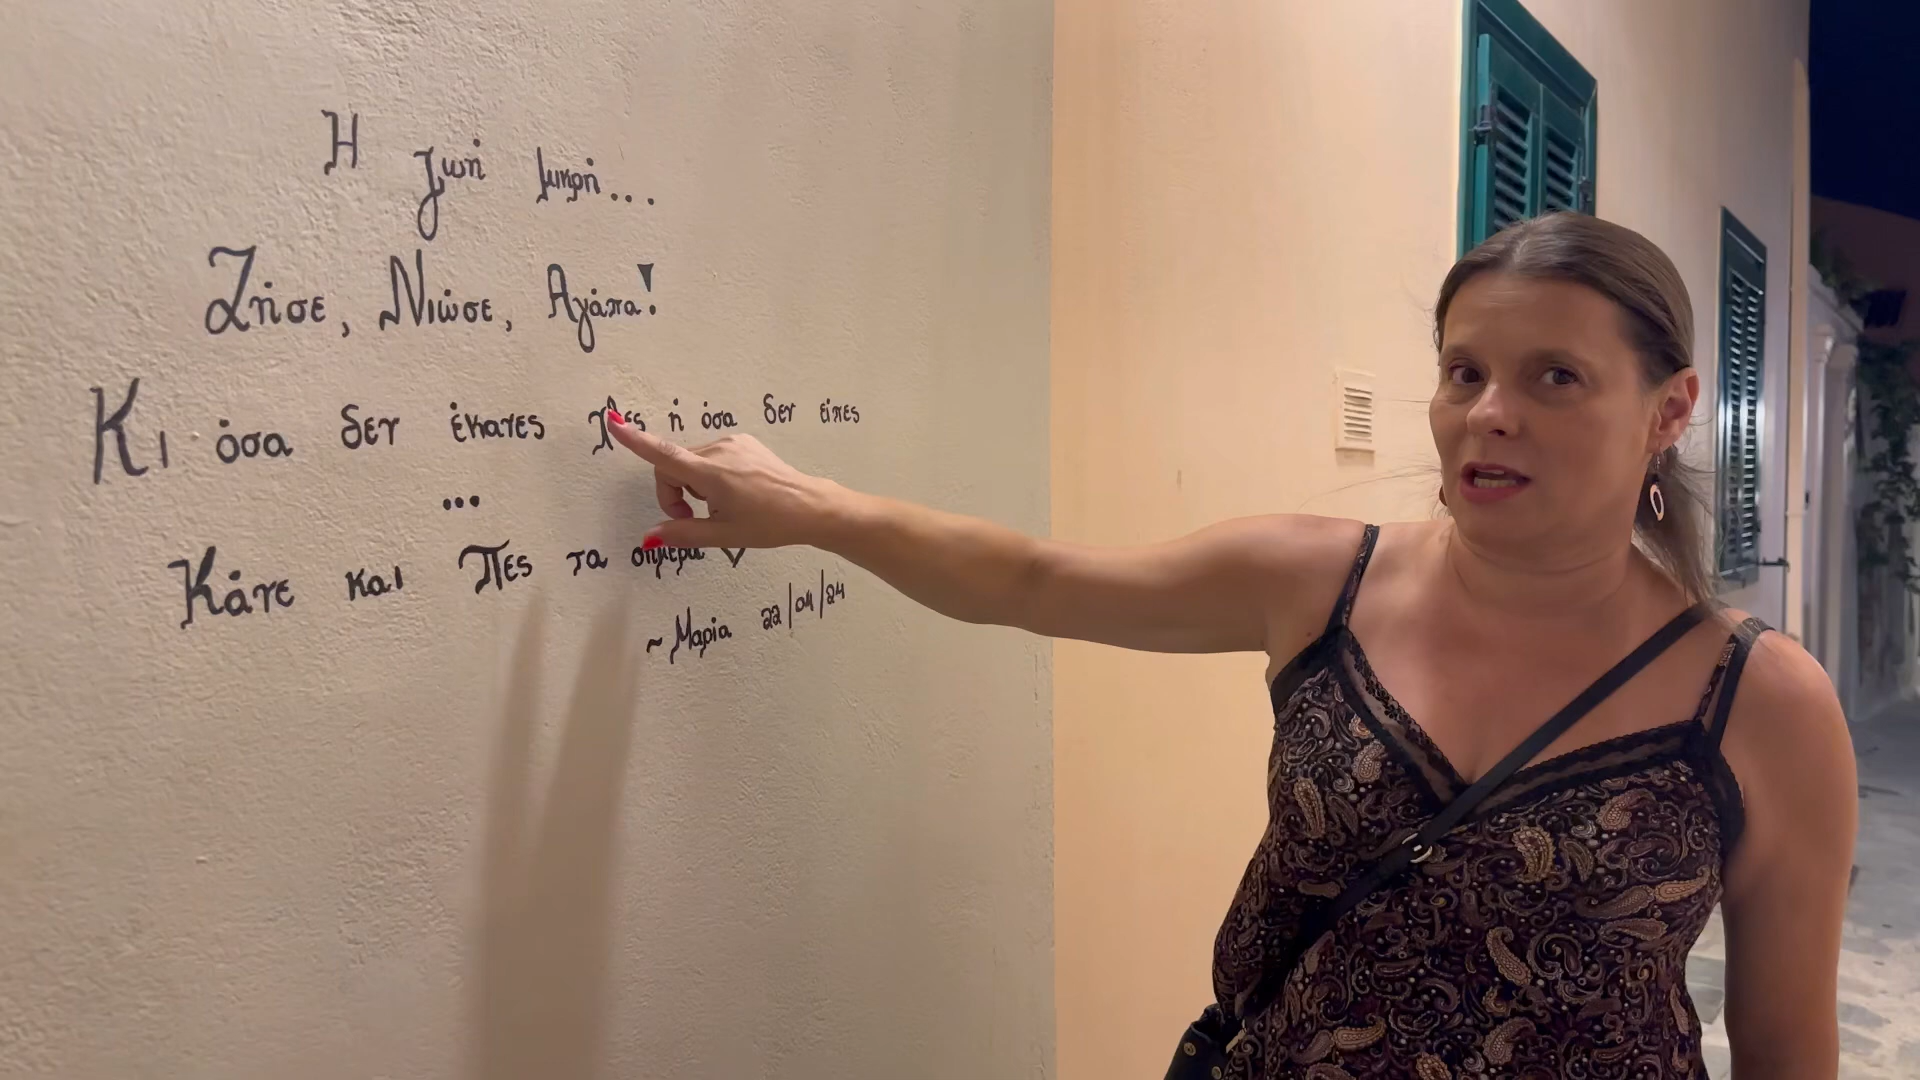 Η ζωή μικρή...
Ζήσε, Νιώσε, Αγάπα!
Κι όσα δεν έκανες χθες ή όσα δεν είπες
...
Κάνε και Πες τα σήμερα ♡
~Μαρία 22/04/24